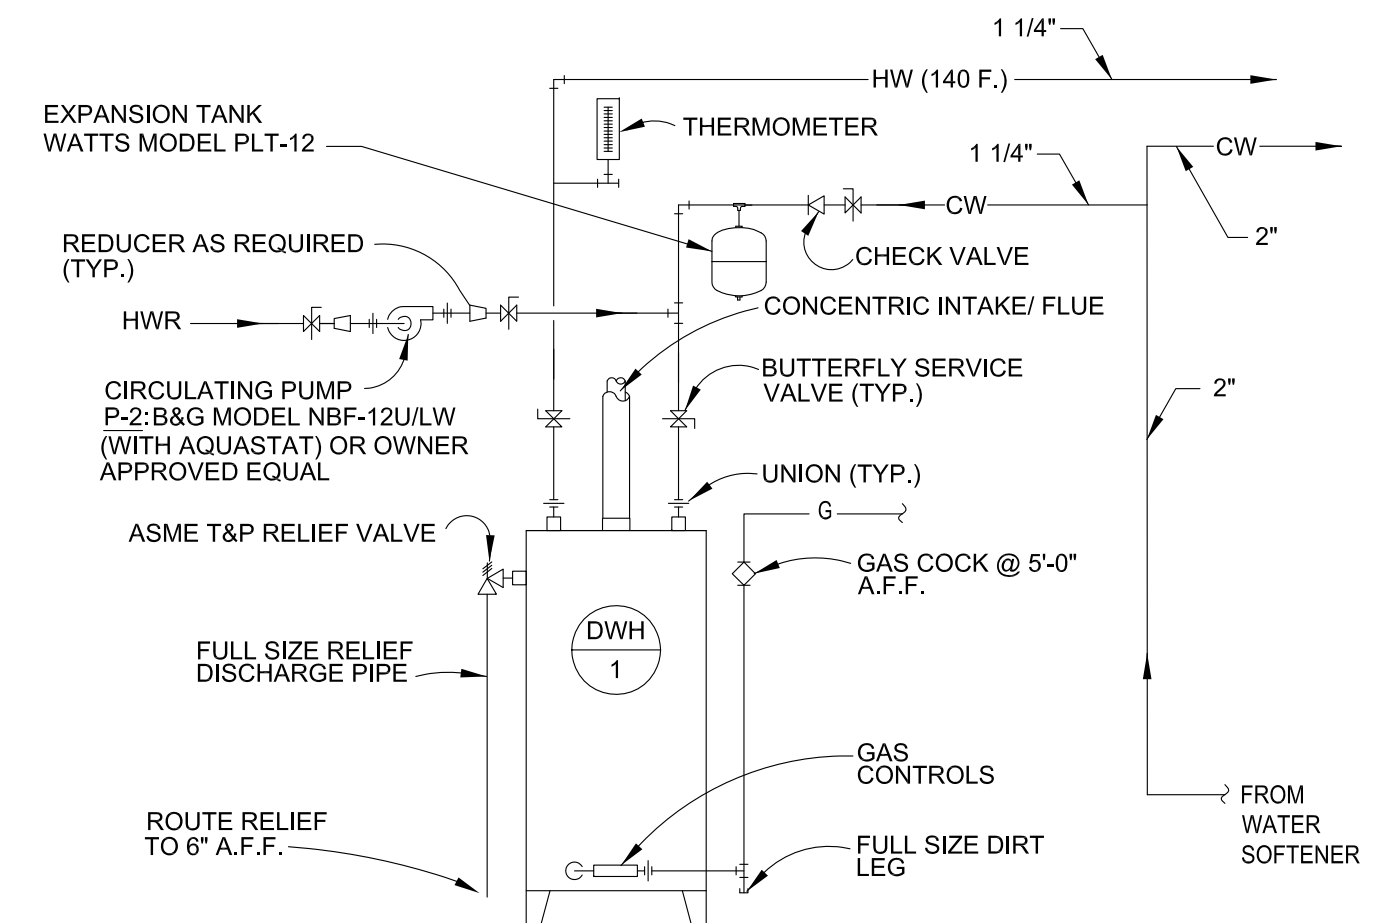 1 1/4"
HW (140 F.)
EXPANSION TANK
WATTS MODEL PLT-12
THERMOMETER
1 1/4"
CW
CW
2"
REDUCER AS REQUIRED
(TYP.)
CHECK VALVE
HWR
CONCENTRIC INTAKE/ FLUE
CIRCULATING PUMP
P-2:B&G MODEL NBF-12U/LW
(WITH AQUASTAT) OR OWNER
APPROVED EQUAL
BUTTERFLY SERVICE
VALVE (TYP.)
2"
UNION (TYP.)
G
ASME T&P RELIEF VALVE
GAS COCK @ 5'-0"
A.F.F.
DWH
1
FULL SIZE RELIEF
DISCHARGE PIPE
GAS
CONTROLS
FROM
WATER
SOFTENER
ROUTE RELIEF
TO 6" A.F.F.
FULL SIZE DIRT
LEG